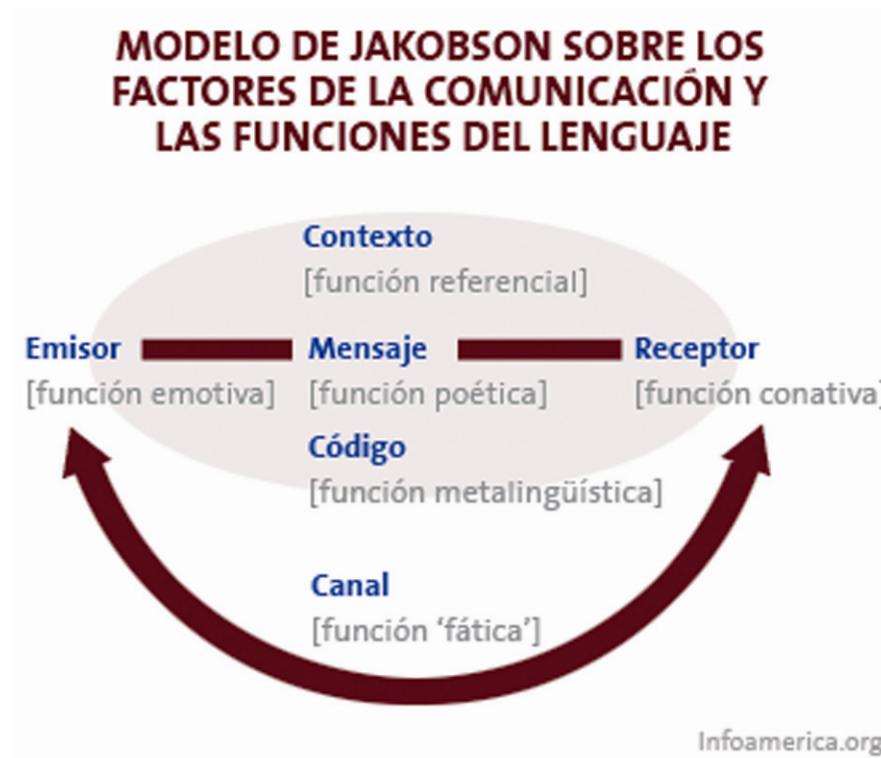 MODELO DE JAKOBSON SOBRE LOS
FACTORES DE LA COMUNICACIÓN Y
LAS FUNCIONES DEL LENGUAJE
Contexto
[función referencial]
Emisor Mensaje Receptor
[función emotiva] [función poética] [función conativa]
Código
[función metalingüística]
Canal
[función ‘fática’]
Infoamerica.org